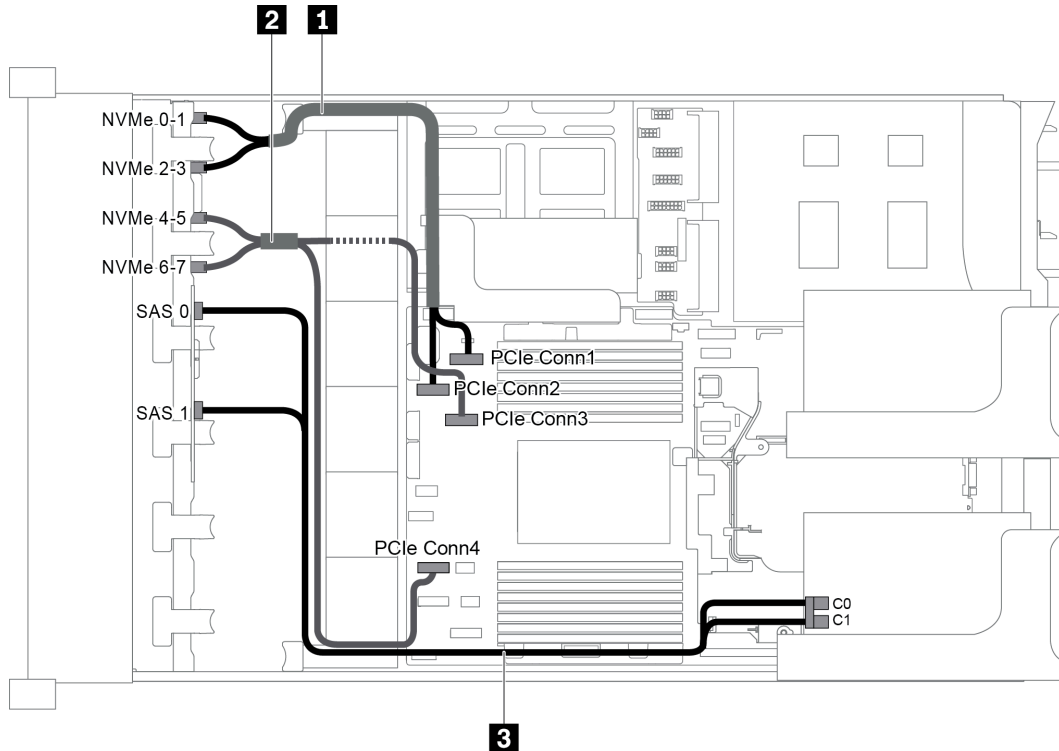 2 1
NVMe 0-1
NVMe 2-3
NVMe 4-5
NVMe 6-7
SAS 0
PCIe Conn1
PCIe Conn2
SAS 1
PCIe Conn3
PCIe Conn4
C0
C1
3